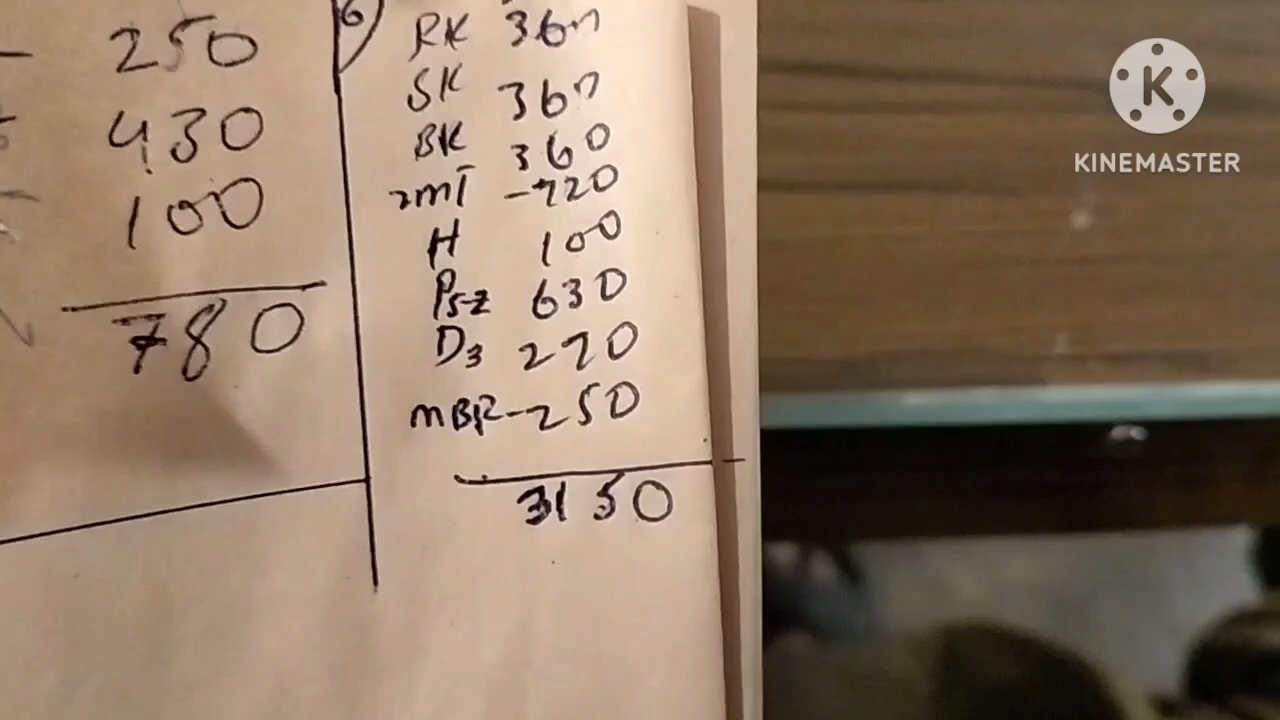 250
430
100
780
6)
RK 360
SK 360
BK 360
2mT - 720
H 100
P5-Z 630
D3 270
MBR - 250
3150
K
KINEMASTER